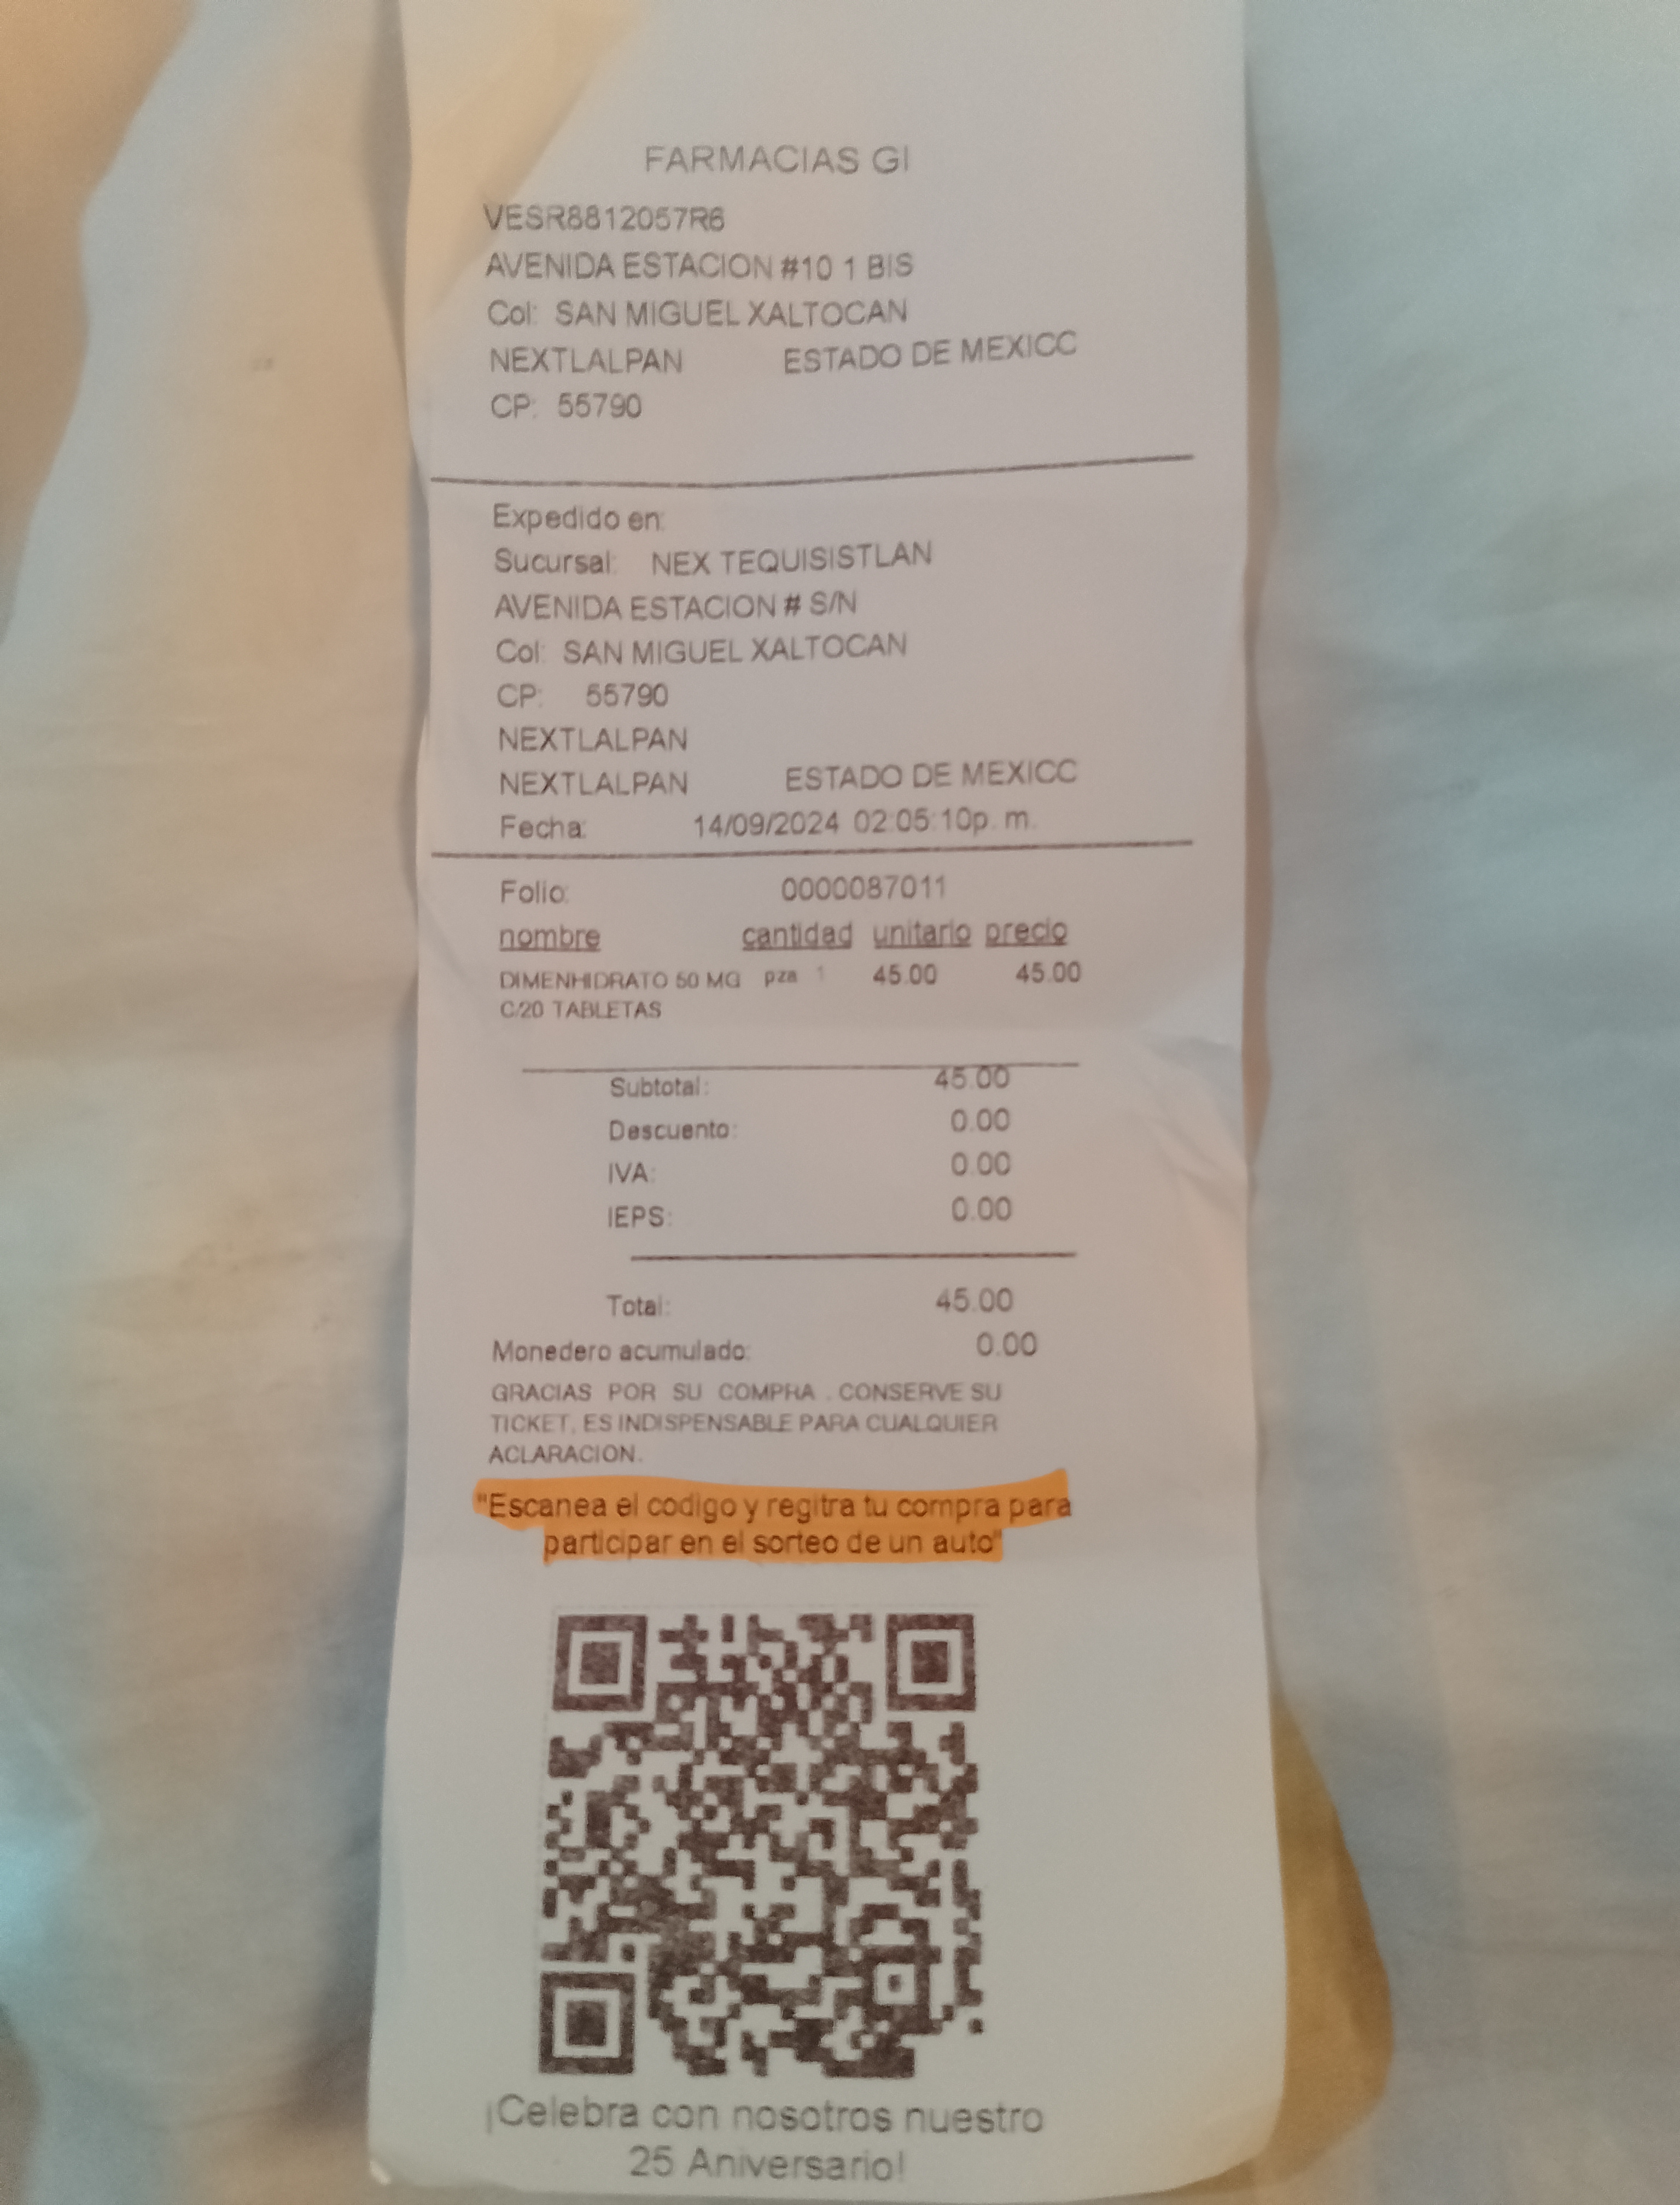 FARMACIAS GI
VESR8812057R6
AVENIDA ESTACION #10 1 BIS
Col: SAN MIGUEL XALTOCAN
NEXTLALPAN ESTADO DE MEXICC
CP: 55790
Expedido en:
Sucursal: NEX TEQUISISTLAN
AVENIDA ESTACION # S/N
Col: SAN MIGUEL XALTOCAN
CP: 55790
NEXTLALPAN
NEXTLALPAN ESTADO DE MEXICC
Fecha: 14/09/2024 02:05:10p. m.
Folio: 0000087011
nombre cantidad unitario precio
DIMENHIDRATO 50 MG pza 1 45.00 45.00
C/20 TABLETAS
Subtotal: 45.00
Descuento: 0.00
IVA: 0.00
IEPS: 0.00
Total: 45.00
Monedero acumulado: 0.00
GRACIAS POR SU COMPRA . CONSERVE SU
TICKET, ES INDISPENSABLE PARA CUALQUIER
ACLARACION.
"Escanea el codigo y regitra tu compra para
participar en el sorteo de un auto"
¡Celebra con nosotros nuestro
25 Aniversario!